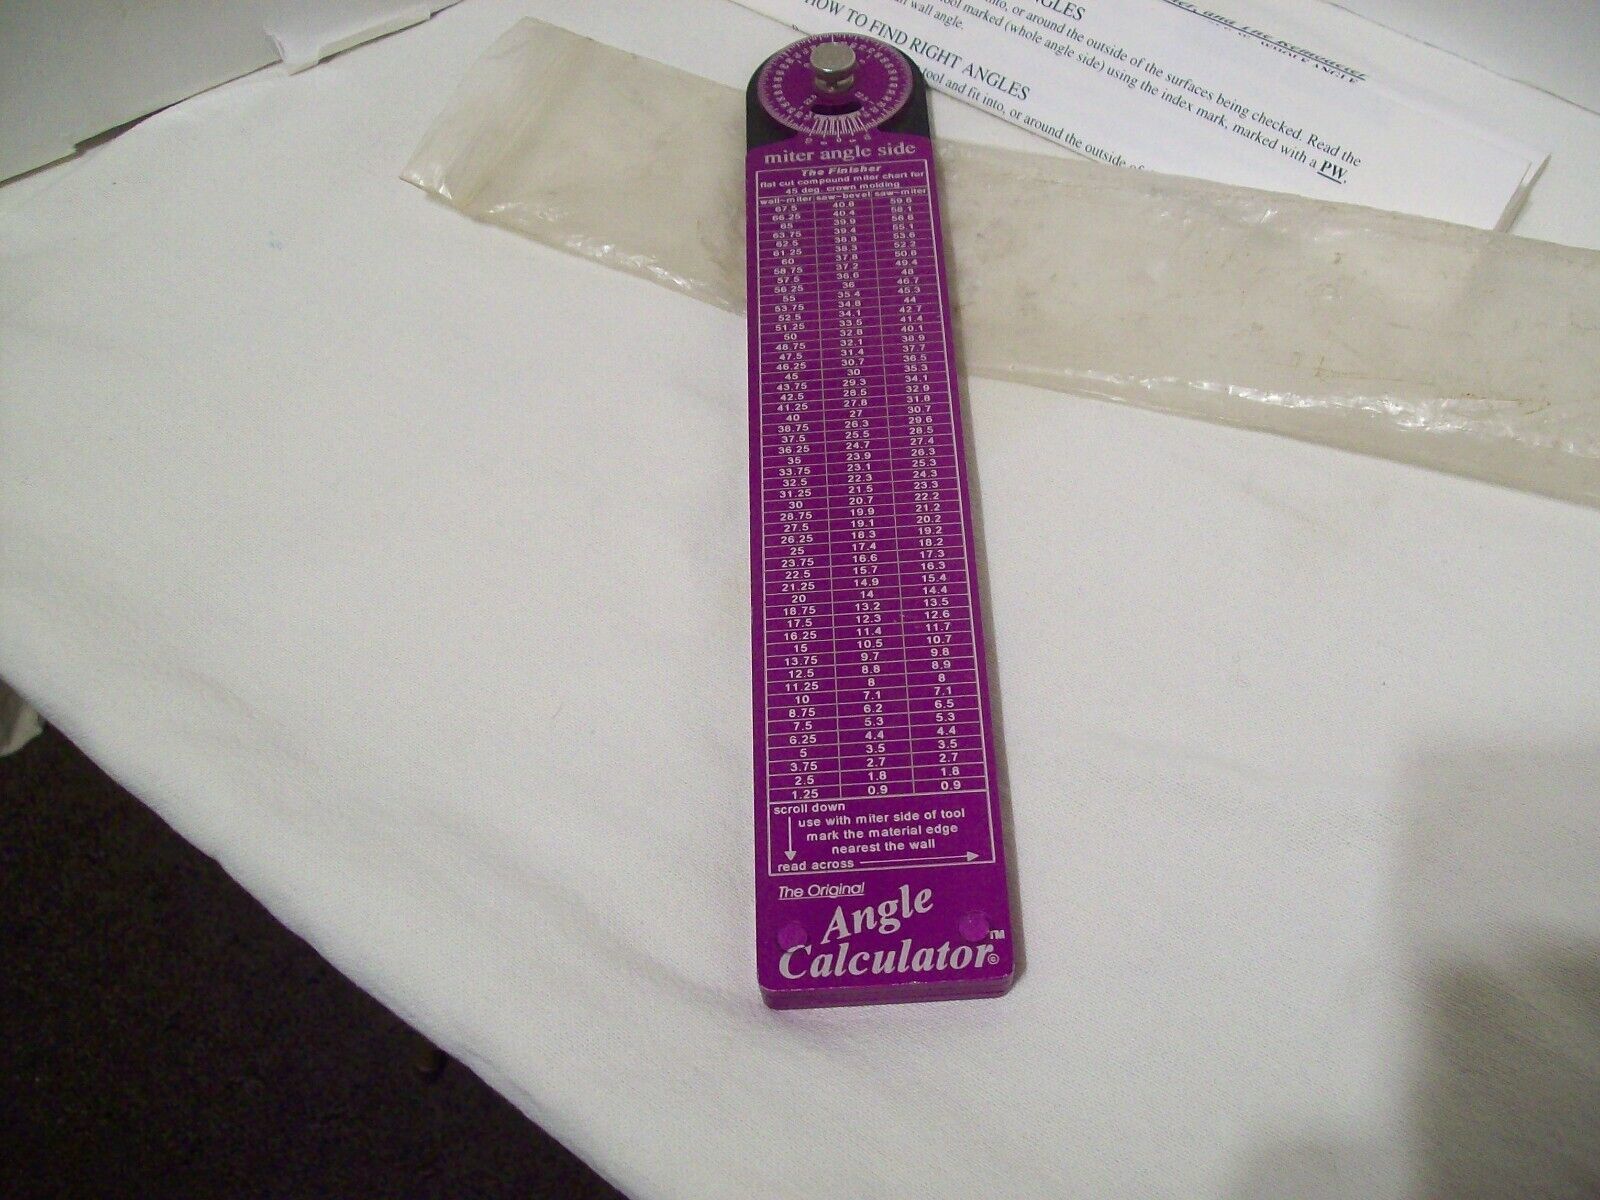 NGLES
into, or around the outside of the surfaces being checked. Read the
tool marked (whole angle side) using the index mark, marked with a PW.
wall angle.
HOW TO FIND RIGHT ANGLES
tool and fit into, or around the outside of
miter angle side
The Finisher
flat cut compound miter chart for
45 deg. crown molding
wall-miter saw-bevel saw-miter
67.5 40.8 59.6
66.25 40.4 58.1
65 39.9 56.6
63.75 39.4 55.1
62.5 38.8 53.6
61.25 38.3 52.2
60 37.8 50.8
58.75 37.2 49.4
57.5 36.6 48
56.25 36 46.7
55 35.4 45.3
53.75 34.8 44
52.5 34.1 42.7
51.25 33.5 41.4
50 32.8 40.1
48.75 32.1 38.9
47.5 31.4 37.7
46.25 30.7 36.5
45 30 35.3
43.75 29.3 34.1
42.5 28.5 32.9
41.25 27.8 31.8
40 27 30.7
38.75 26.3 29.6
37.5 25.5 28.5
36.25 24.7 27.4
35 23.9 26.3
33.75 23.1 25.3
32.5 22.3 24.3
31.25 21.5 23.3
30 20.7 22.2
28.75 19.9 21.2
27.5 19.1 20.2
26.25 18.3 19.2
25 17.4 18.2
23.75 16.6 17.3
22.5 15.7 16.3
21.25 14.9 15.4
20 14 14.4
18.75 13.2 13.5
17.5 12.3 12.6
16.25 11.4 11.7
15 10.5 10.7
13.75 9.7 9.8
12.5 8.8 8.9
11.25 8 8
10 7.1 7.1
8.75 6.2 6.5
7.5 5.3 5.3
6.25 4.4 4.4
5 3.5 3.5
3.75 2.7 2.7
2.5 1.8 1.8
1.25 0.9 0.9
scroll down
use with miter side of tool
mark the material edge
nearest the wall
read across
The Original
Angle
Calculator™®